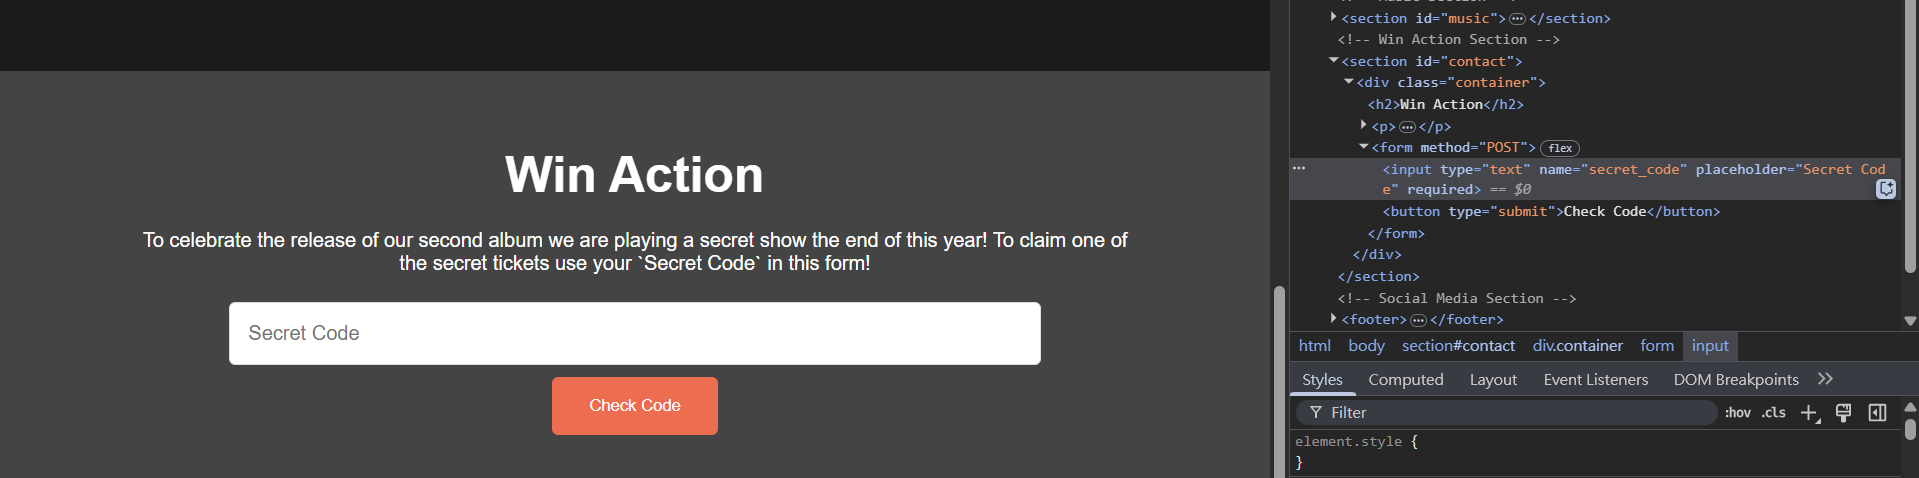 Win Action
To celebrate the release of our second album we are playing a secret show the end of this year! To claim one of
the secret tickets use your `Secret Code` in this form!
Secret Code
Check Code
<section id="music"> ⋯ </section>
<!-- Win Action Section -->
<section id="contact">
<div class="container">
<h2>Win Action</h2>
<p> ⋯ </p>
<form method="POST"> flex
<input type="text" name="secret_code" placeholder="Secret Cod
e" required> == $0
<button type="submit">Check Code</button>
</form>
</div>
</section>
<!-- Social Media Section -->
<footer> ⋯ </footer>
html body section#contact div.container form input
Styles Computed Layout Event Listeners DOM Breakpoints
Filter :hov .cls
element.style {
}